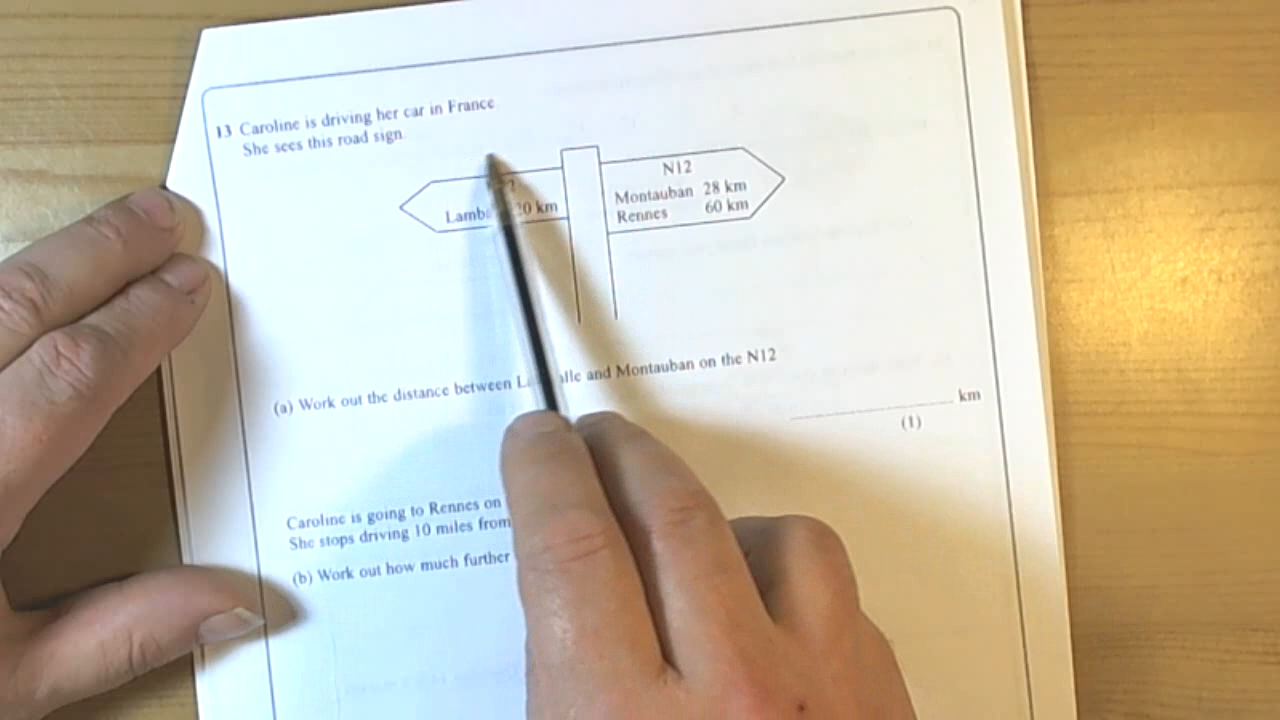 13 Caroline is driving her car in France
She sees this road sign
20 km
N12
Montauban 28 km
Rennes 60 km
(a) Work out the distance between and Montauban on the N12
km
(1)
Caroline is going to Rennes on
She stops driving 10 miles from
(b) Work out how much further